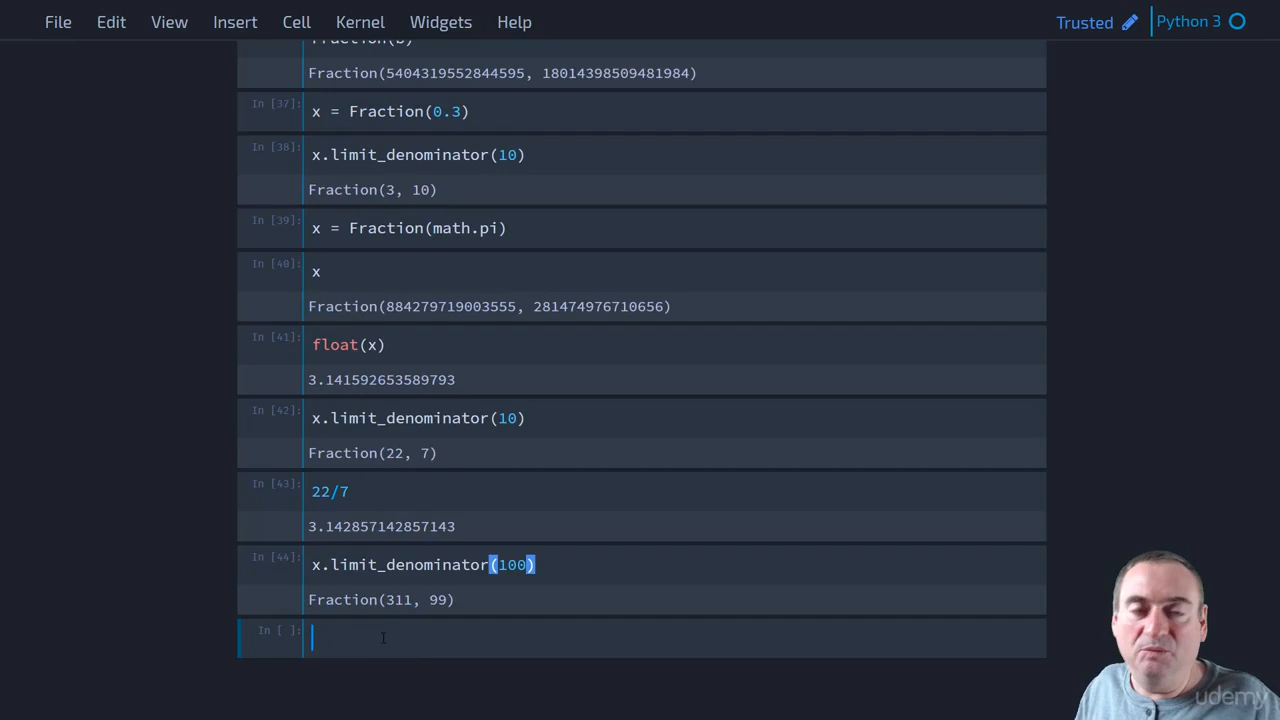 File Edit View Insert Cell Kernel Widgets Help Trusted Python 3
Fraction(b)
Fraction(5404319552844595, 18014398509481984)
In [37]: x = Fraction(0.3)
In [38]: x.limit_denominator(10)
Fraction(3, 10)
In [39]: x = Fraction(math.pi)
In [40]: x
Fraction(884279719003555, 281474976710656)
In [41]: float(x)
3.141592653589793
In [42]: x.limit_denominator(10)
Fraction(22, 7)
In [43]: 22/7
3.142857142857143
In [44]: x.limit_denominator(100)
Fraction(311, 99)
In [ ]:
udemy